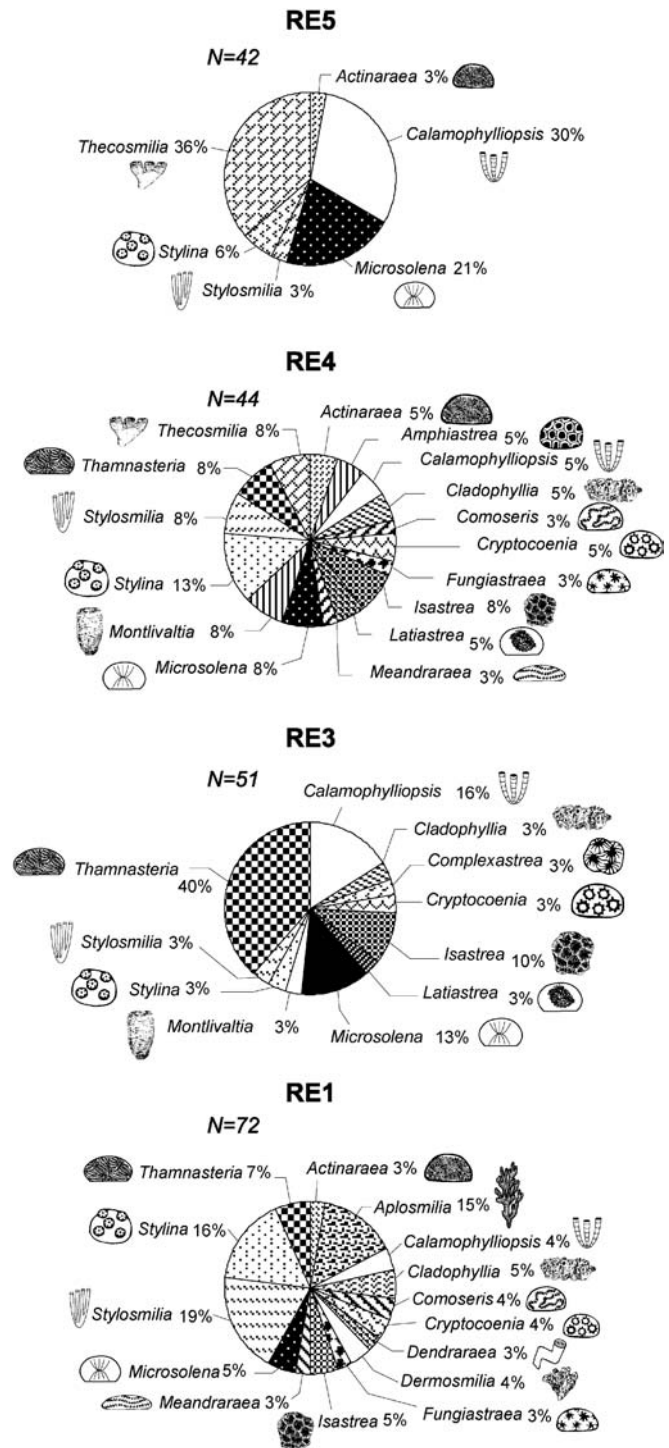 RE5
N=42
Actinaraea 3%
Calamophylliopsis 30%
Thecosmilia 36%
Stylina 6%
Stylosmilia 3%
Microsolena 21%
RE4
N=44
Actinaraea 5%
Thecosmilia 8%
Amphiastrea 5%
Calamophylliopsis 5%
Thamnasteria 8%
Cladophyllia 5%
Stylosmilia 8%
Comoseris 3%
Cryptocoenia 5%
Stylina 13%
Fungiastraea 3%
Isastrea 8%
Montlivaltia 8%
Latiastrea 5%
Microsolena 8%
Meandraraea 3%
RE3
N=51
Calamophylliopsis 16%
Cladophyllia 3%
Complexastrea 3%
Thamnasteria 40%
Cryptocoenia 3%
Stylosmilia 3%
Isastrea 10%
Stylina 3%
Latiastrea 3%
Montlivaltia 3%
Microsolena 13%
RE1
N=72
Thamnasteria 7%
Actinaraea 3%
Aplosmilia 15%
Stylina 16%
Calamophylliopsis 4%
Cladophyllia 5%
Comoseris 4%
Stylosmilia 19%
Cryptocoenia 4%
Dendraraea 3%
Microsolena 5%
Dermosmilia 4%
Meandraraea 3%
Isastrea 5%
Fungiastraea 3%